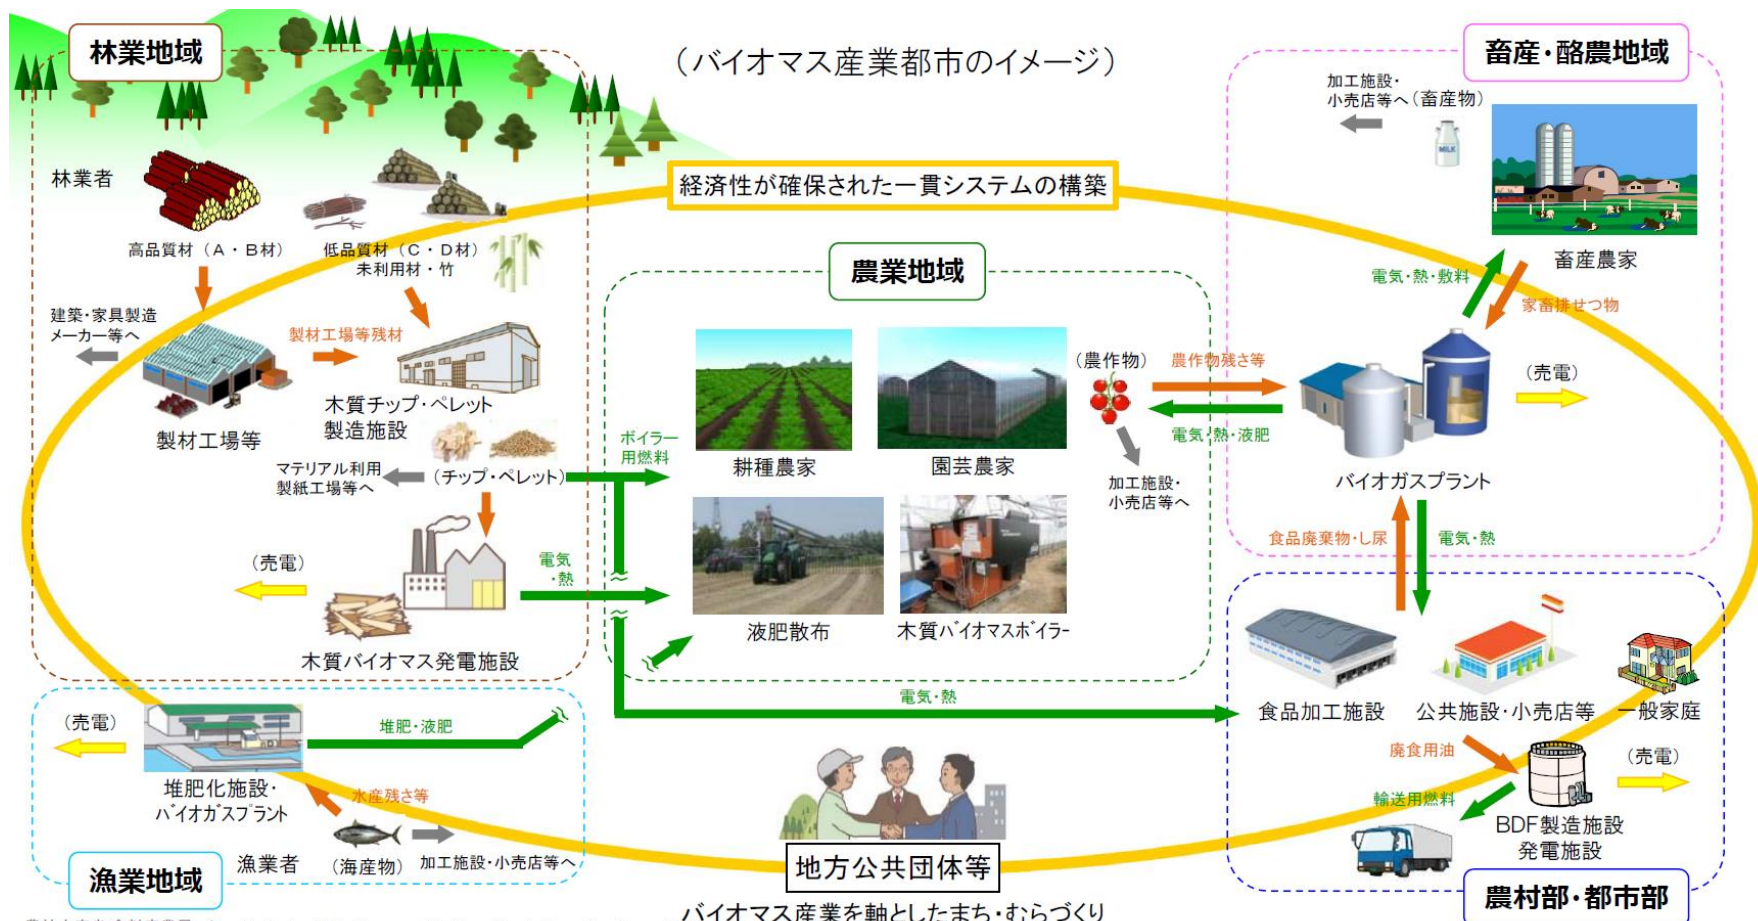 林業地域
(バイオマス産業都市のイメージ)
畜産・酪農地域
加工施設・
小売店等へ
(畜産物)
MILK
林業者
経済性が確保された一貫システムの構築
高品質材(A・B材)
低品質材(C・D材)
未利用材・竹
農業地域
畜産農家
電気・熱・敷料
家畜排せつ物
建築・家具製造
メーカー等へ
製材工場等残材
(農作物)
農作物残さ等
(売電)
木質チップ・ペレット
製造施設
製材工場等
ボイラー
用燃料
電気・熱・液肥
マテリアル利用
製紙工場等へ
(チップ・ペレット)
耕種農家
園芸農家
加工施設・
小売店等へ
バイオガスプラント
食品廃棄物・し尿
電気・熱
(売電)
電気
・熱
液肥散布
木質バイオマスボイラー
木質バイオマス発電施設
電気・熱
食品加工施設
公共施設・小売店等
一般家庭
(売電)
堆肥・液肥
廃食用油
(売電)
堆肥化施設・
バイオガスプラント
水産残さ等
輸送用燃料
BDF製造施設
発電施設
漁業者
(海産物)
加工施設・小売店等へ
地方公共団体等
漁業地域
農村部・都市部
バイオマス産業を軸としたまち・むらづくり